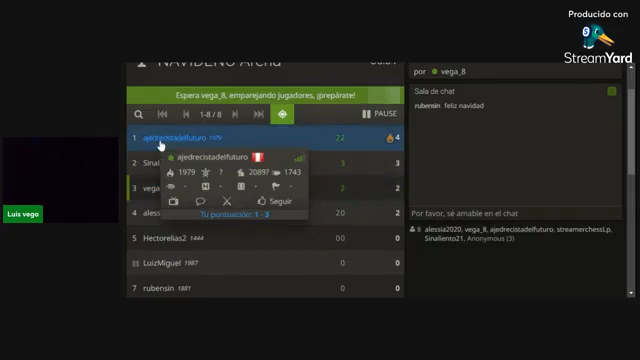 Producido con
StreamYard
NAVIDEÑO Arena
por vega_8
Espera vega_8, emparejando jugadores, ¡prepárate!
Sala de chat
rubensin feliz navidad
1-8 / 8
PAUSE
1 ajedrecistadelfuturo 1979 22 4
ajedrecistadelfuturo
2 Sinal 3 3
1979 ? 2089? 1743
3 vega 2 2
Seguir
Tu puntuación: 1 - 3
4 aless 20 2
Por favor, sé amable en el chat
Luis vega
5 Hectorelias2 1444 00 0
8 alessia2020, vega_8, ajedrecistadelfuturo, streamerchessLp,
Sinaliento21, Anonymous (3)
LuizMiguel 1987 0 0
7 rubensin 1881 0 0